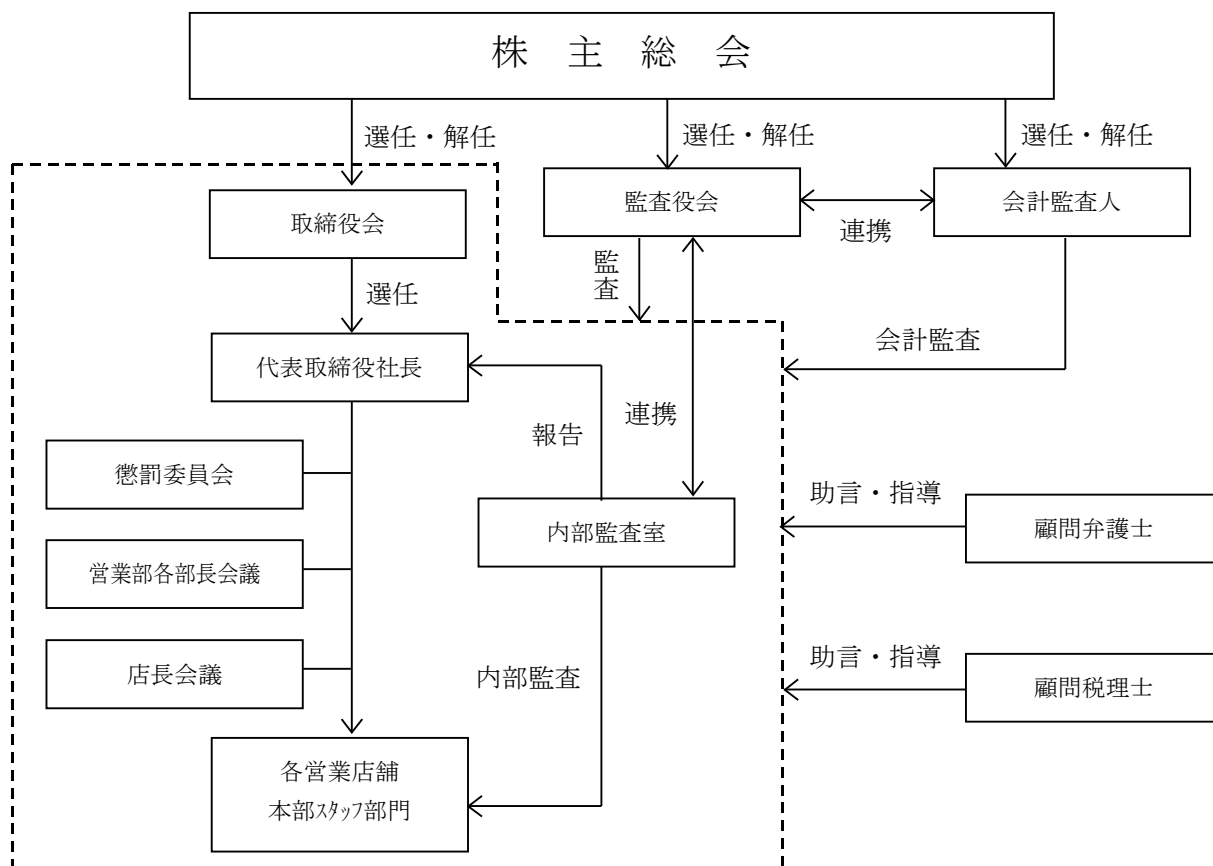 株 主 総 会
選任・解任
選任・解任
選任・解任
取締役会
監査役会
会計監査人
連携
選任
監査
会計監査
代表取締役社長
報告
連携
懲罰委員会
助言・指導
内部監査室
顧問弁護士
営業部各部長会議
店長会議
内部監査
助言・指導
顧問税理士
各営業店舗
本部ｽﾀｯﾌ部門